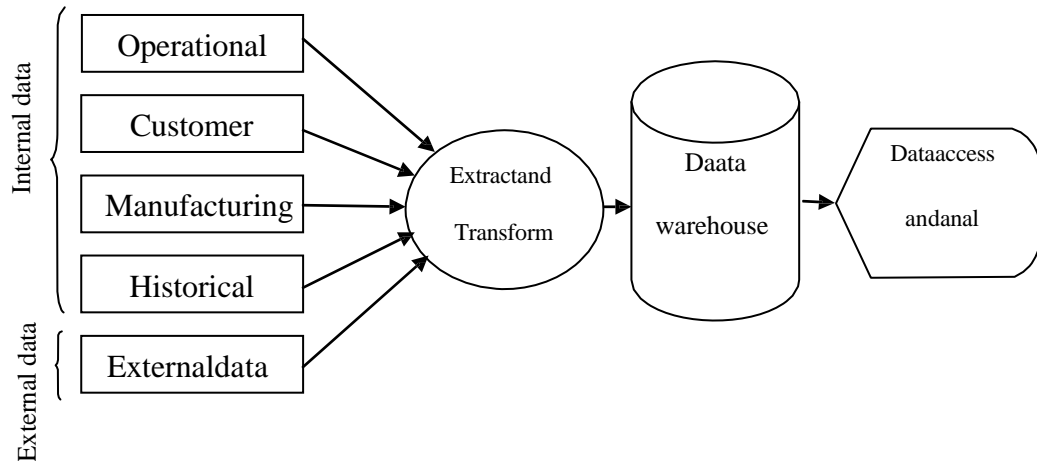 Internal data
Operational
Customer
Manufacturing
Historical
External data
Externaldata
Extractand
Transform
Daata
warehouse
Dataaccess
andanal